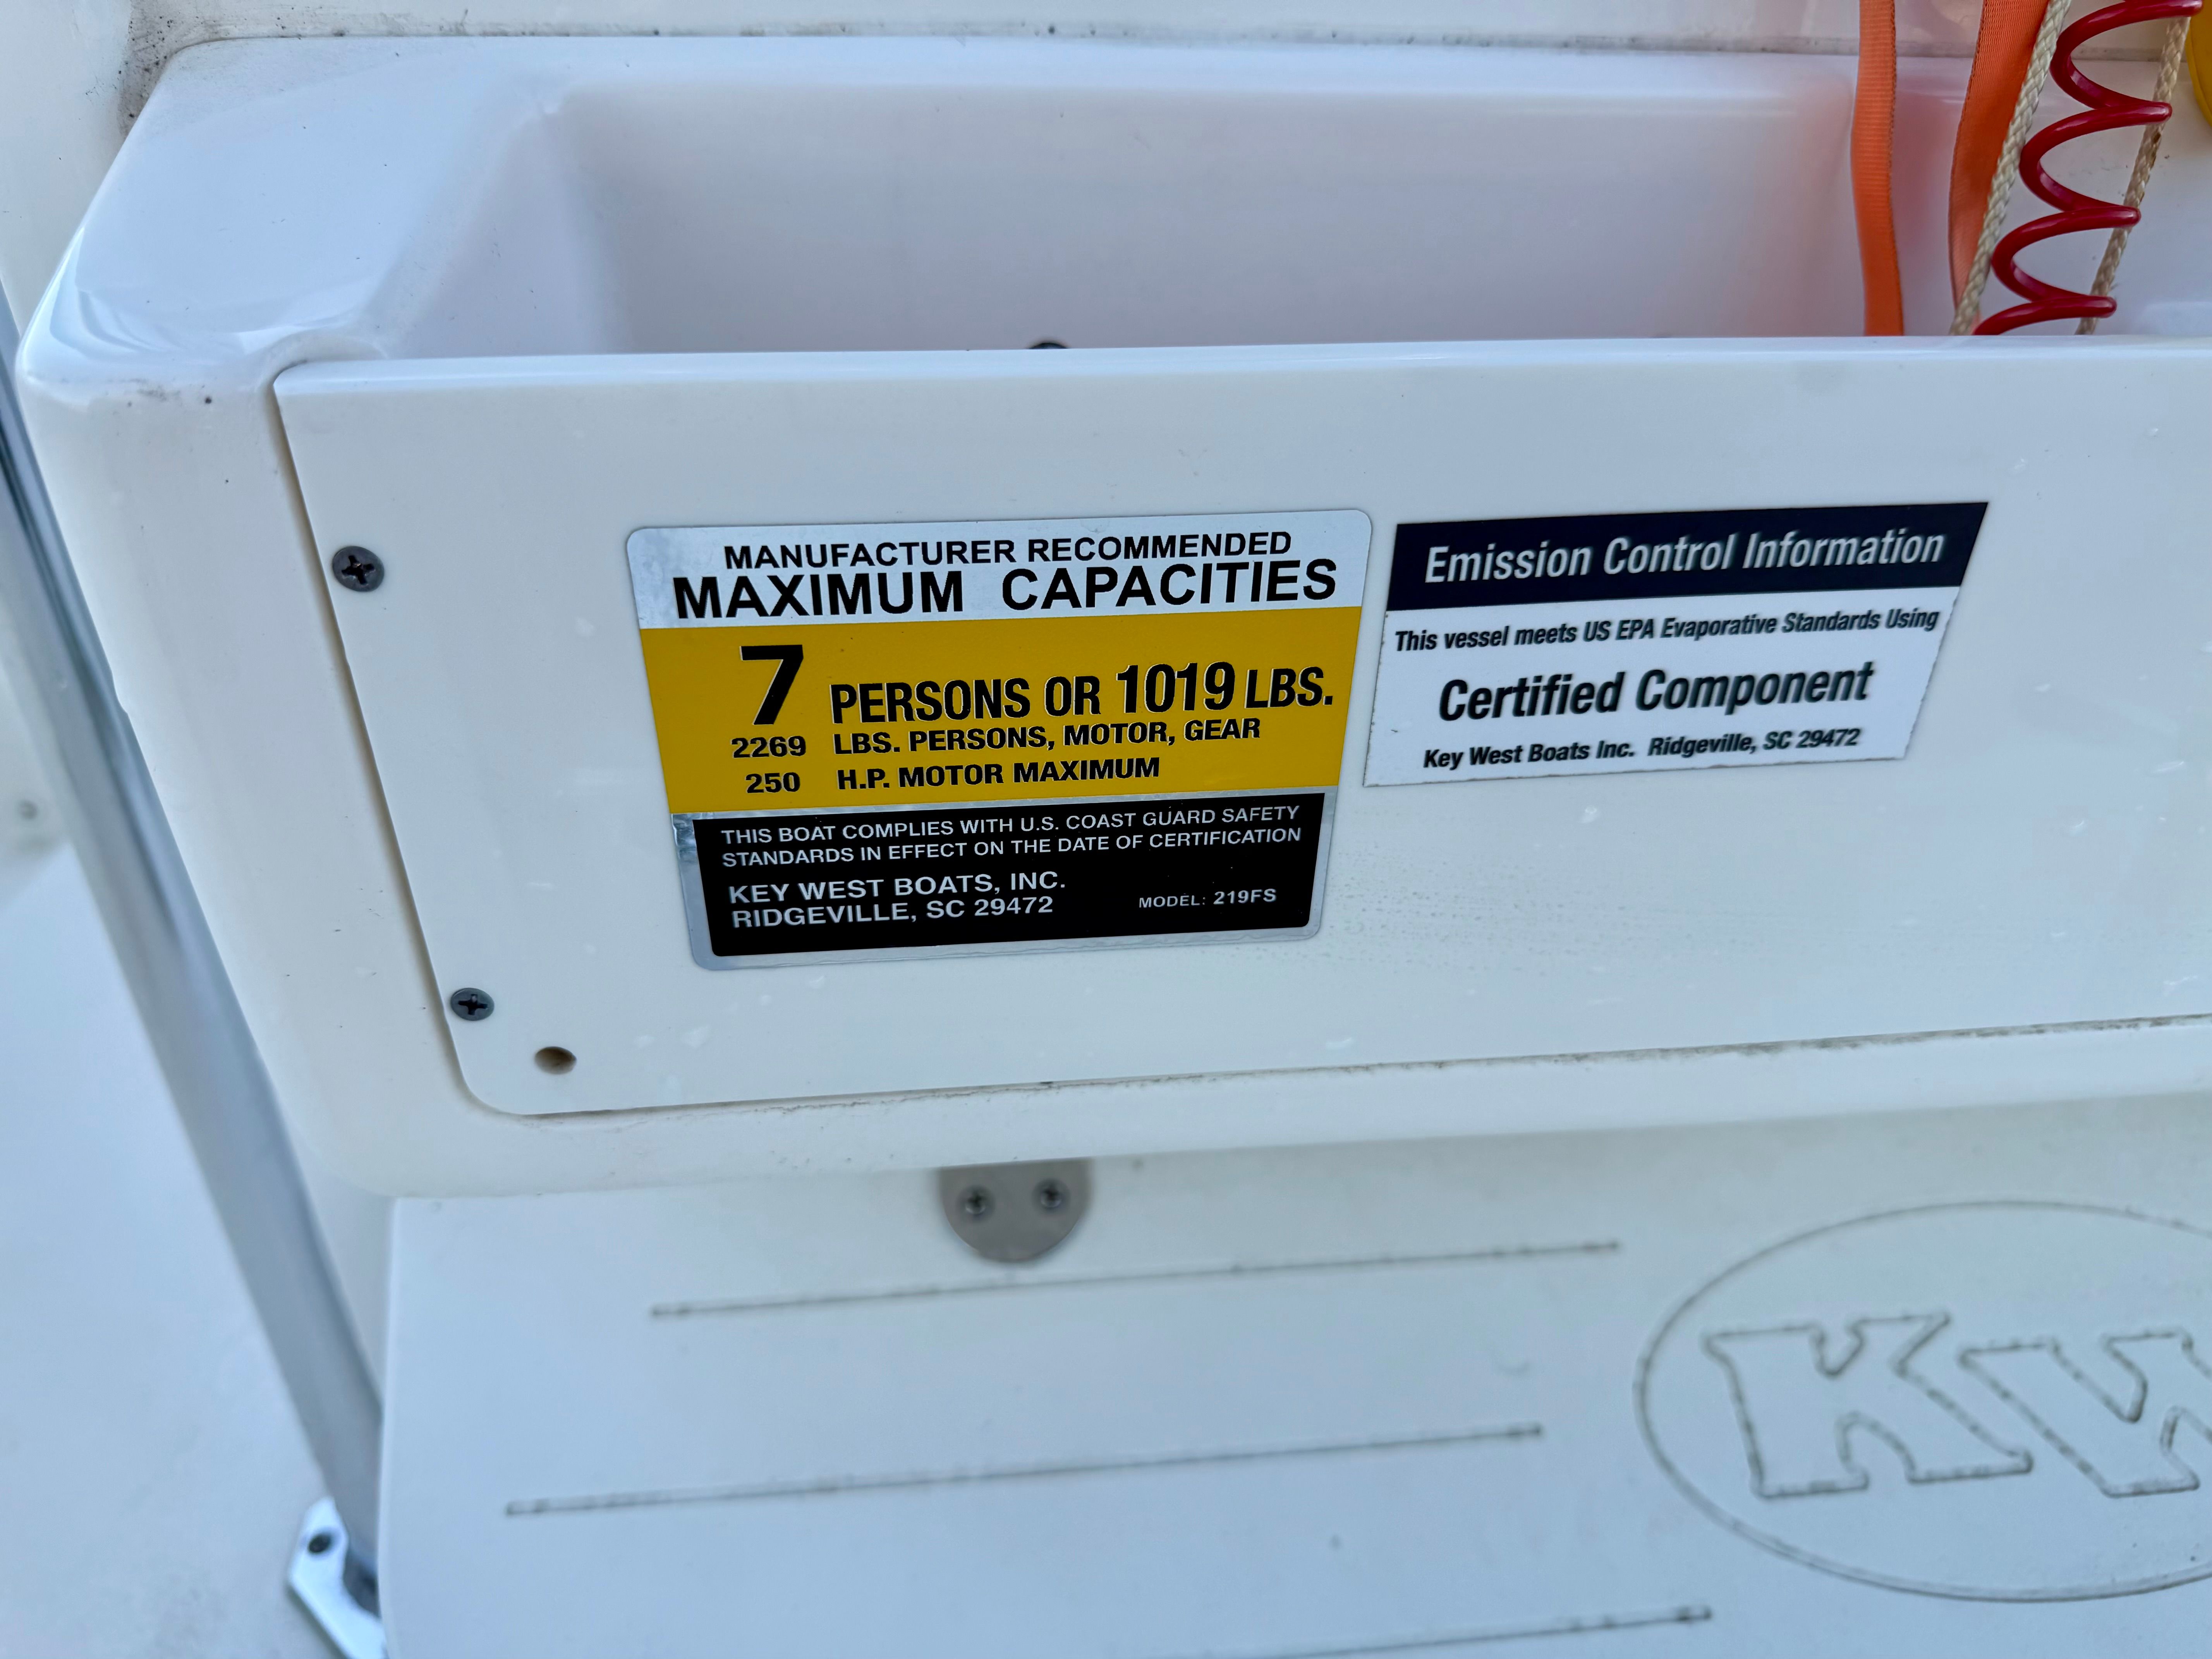 MANUFACTURER RECOMMENDED
MAXIMUM CAPACITIES
7 PERSONS OR 1019 LBS.
2269 LBS. PERSONS, MOTOR, GEAR
250 H.P. MOTOR MAXIMUM
THIS BOAT COMPLIES WITH U.S. COAST GUARD SAFETY
STANDARDS IN EFFECT ON THE DATE OF CERTIFICATION
KEY WEST BOATS, INC.
RIDGEVILLE, SC 29472 MODEL: 219FS
Emission Control Information
This vessel meets US EPA Evaporative Standards Using
Certified Component
Key West Boats Inc. Ridgeville, SC 29472
KW